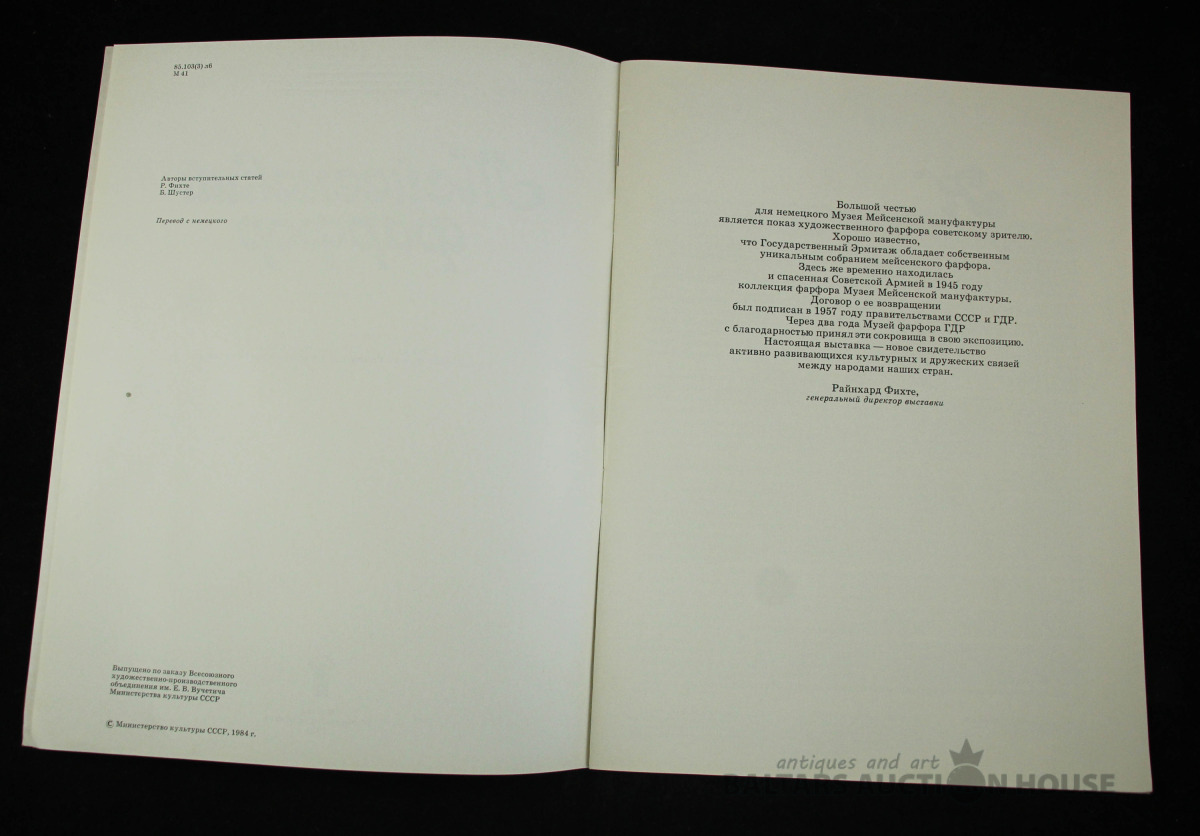 85.103(3).лб
М 41
Авторы вступительных статей
Р. Фихте
Б. Шустер
Перевод с немецкого
Выпущено по заказу Всесоюзного
художественно-производственного
объединения им. Е. В. Вучетича
Министерства культуры СССР
© Министерство культуры СССР, 1984 г.
Большой честью
для немецкого Музея Мейсенской мануфактуры
является показ художественного фарфора советскому зрителю.
Хорошо известно,
что Государственный Эрмитаж обладает собственным
уникальным собранием мейсенского фарфора.
Здесь же временно находилась
и спасенная Советской Армией в 1945 году
коллекция фарфора Музея Мейсенской мануфактуры.
Договор о ее возвращении
был подписан в 1957 году правительствами СССР и ГДР.
Через два года Музей фарфора ГДР
с благодарностью принял эти сокровища в свою экспозицию.
Настоящая выставка — новое свидетельство
активно развивающихся культурных и дружеских связей
между народами наших стран.
Райнхард Фихте,
генеральный директор выставки
antiques and art
BALTARS AUCTION HOUSE